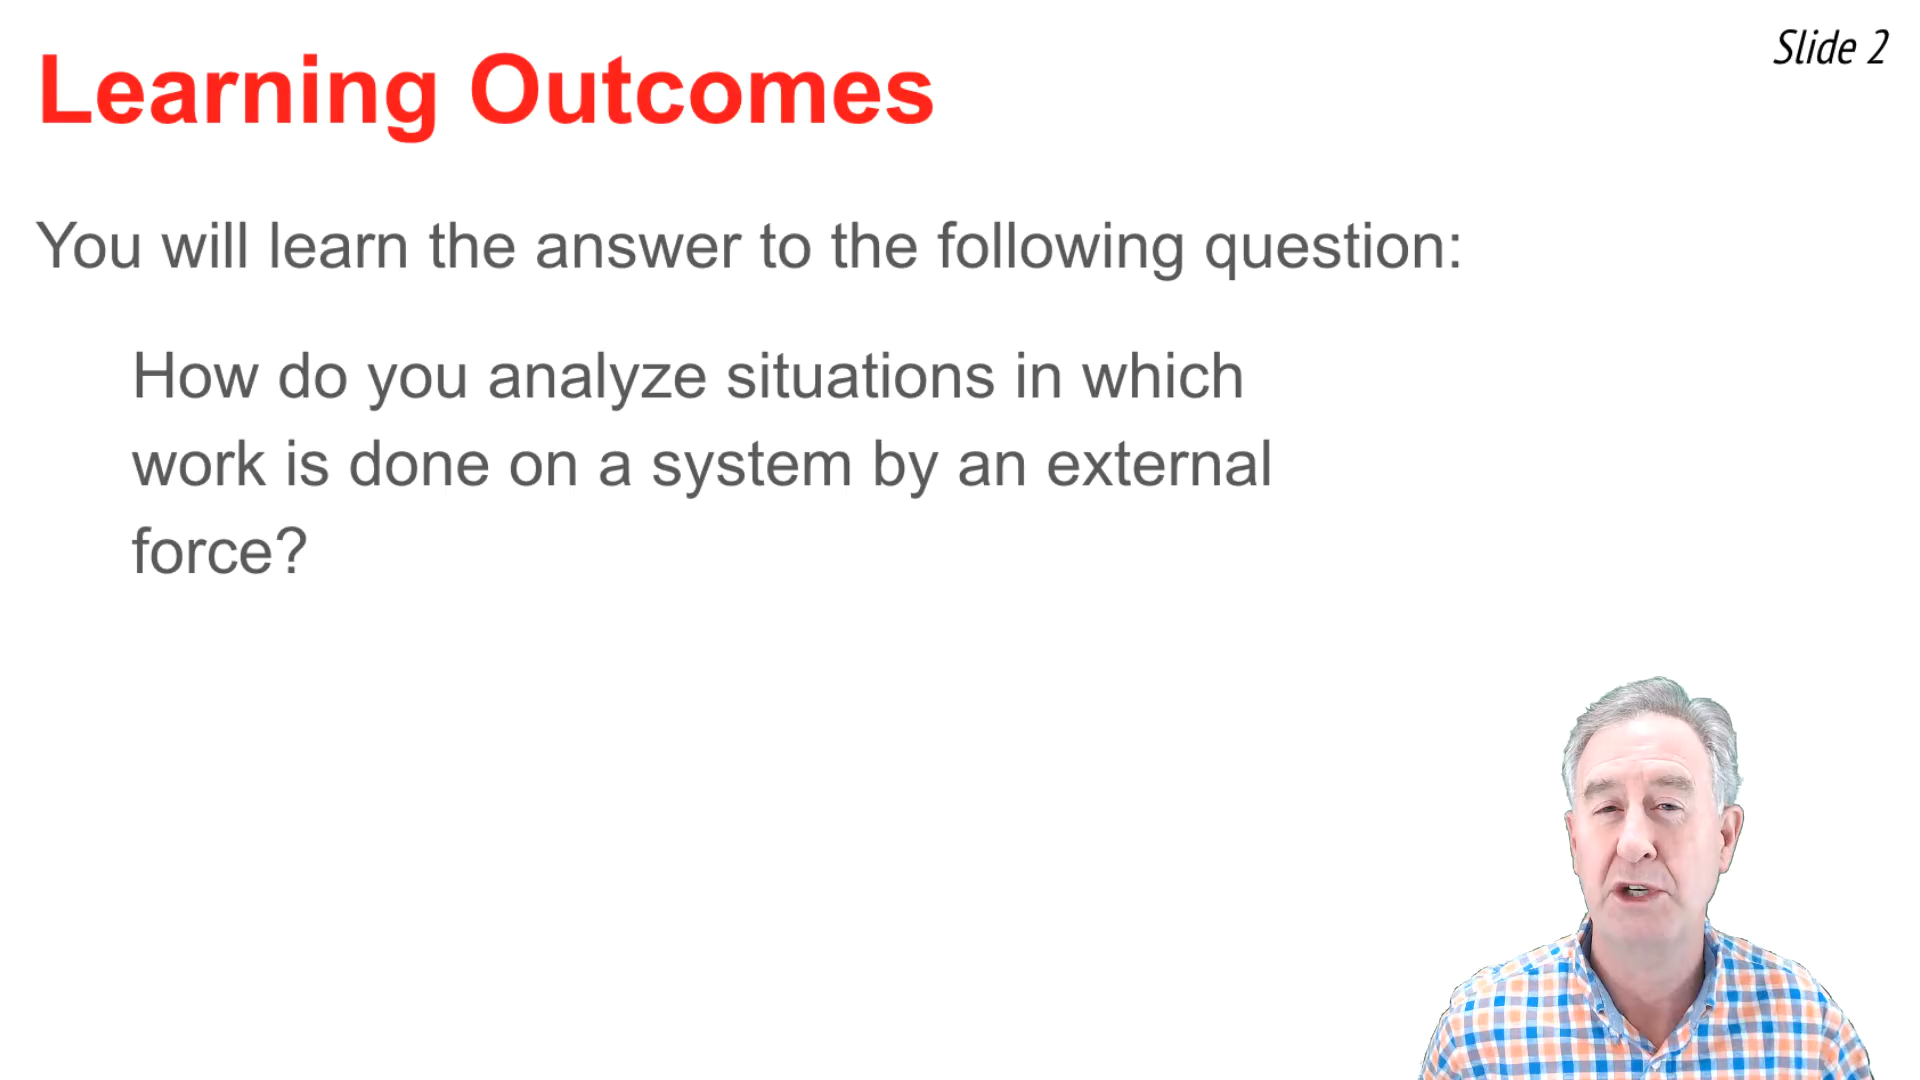 Slide 2
Learning Outcomes
You will learn the answer to the following question:
How do you analyze situations in which
work is done on a system by an external
force?